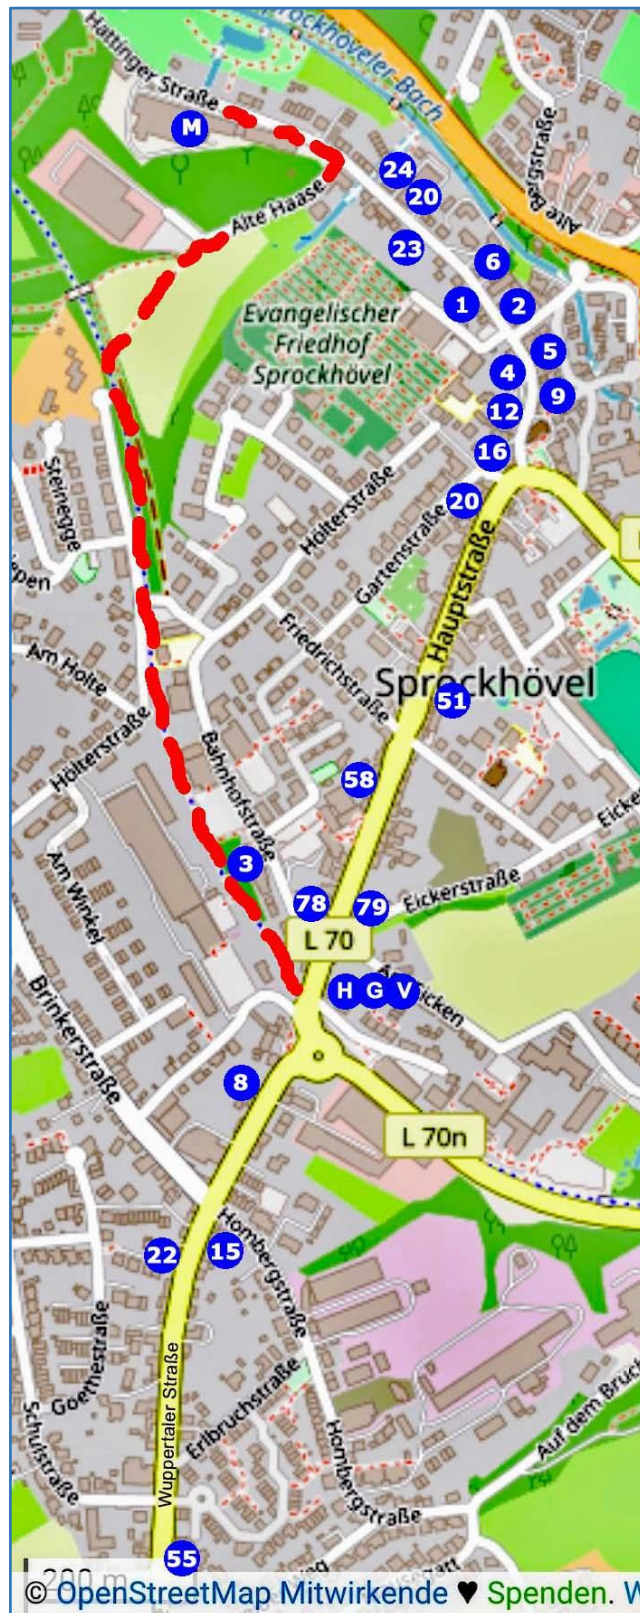 Hattinger Straße
Sprockhöveler-Bach
M
Alte Bergstraße
24
20
Alte Haase
23
6
1
2
Evangelischer
Friedhof
Sprockhövel
5
4
9
12
16
20
Steinegge
Hölterstraße
Gartenstraße
Hauptstraße
Friedrichstraße
Am Holte
Sprockhövel
51
Hölterstraße
Bahnhofstraße
58
3
Am Winkel
78
79
Eickerstraße
L 70
H G V
Brinkerstraße
8
L 70n
22
15
Hombergstraße
Goethestraße
Wuppertaler Straße
Erlbruchstraße
Schulstraße
Hombergstraße
Auf dem Bruch
55
200 m
© OpenStreetMap Mitwirkende ♥ Spenden. W